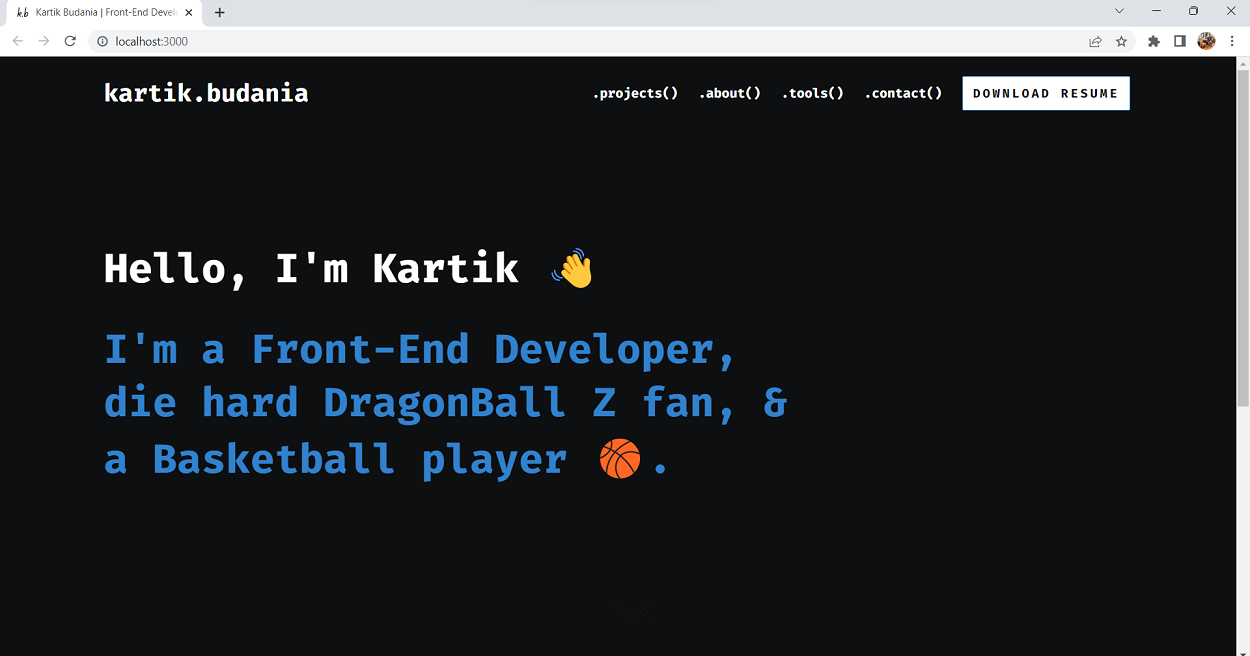 k.b Kartik Budania | Front-End Devel
localhost:3000
kartik.budania .projects() .about() .tools() .contact() DOWNLOAD RESUME
Hello, I'm Kartik 👋
I'm a Front-End Developer,
die hard DragonBall Z fan, &
a Basketball player 🏀.